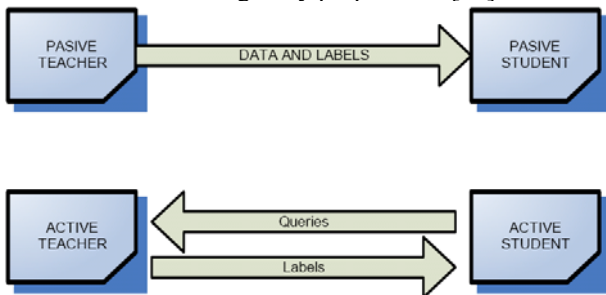 PASIVE
TEACHER
DATA AND LABELS
PASIVE
STUDENT
ACTIVE
TEACHER
Queries
Labels
ACTIVE
STUDENT